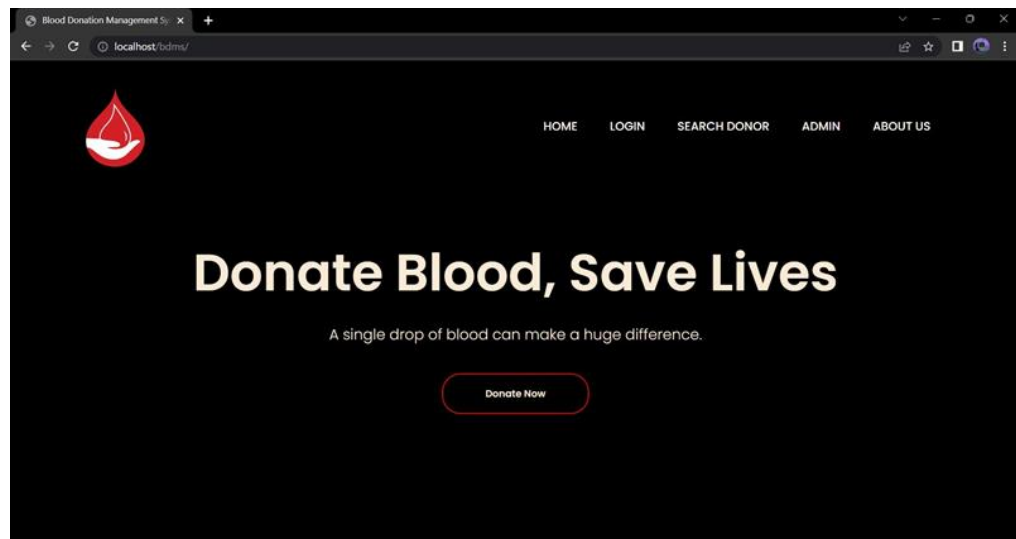 Blood Donation Management Sy
localhost/bdms/
HOME LOGIN SEARCH DONOR ADMIN ABOUT US
Donate Blood, Save Lives
A single drop of blood can make a huge difference.
Donate Now